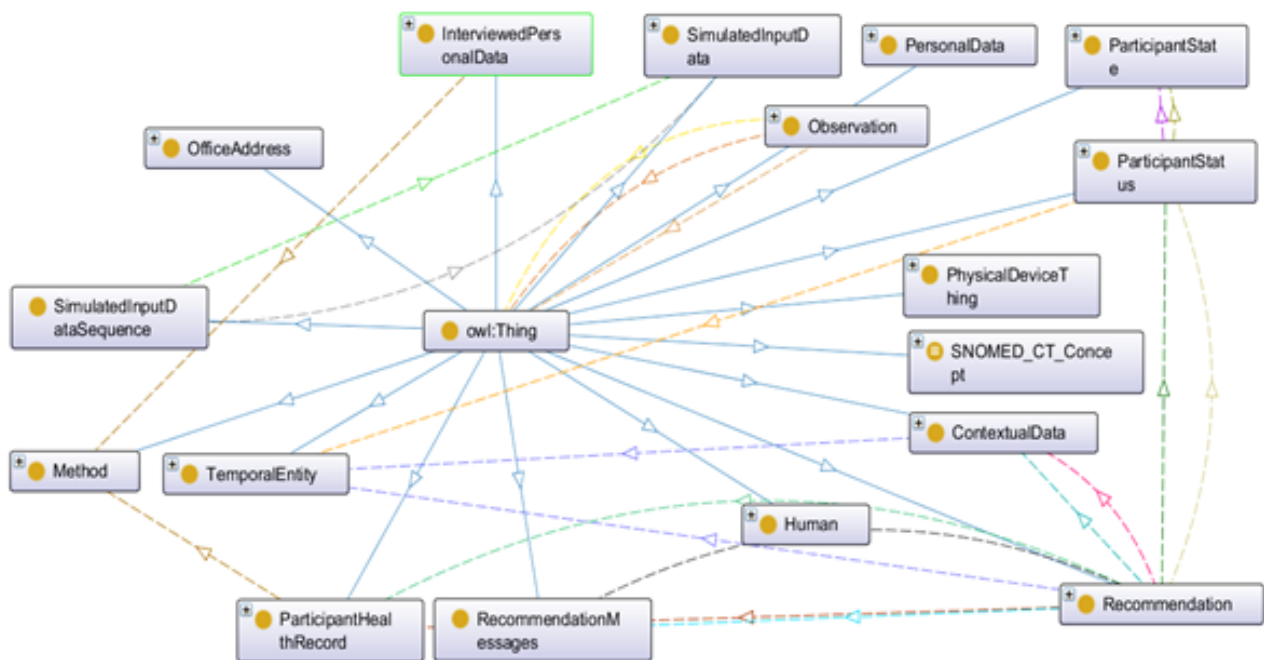 InterviewedPers
onalData
SimulatedInputD
ata
PersonalData
ParticipantStat
e
Observation
OfficeAddress
ParticipantStat
us
PhysicalDeviceT
hing
SimulatedInputD
ataSequence
owl:Thing
SNOMED_CT_Conce
pt
ContextualData
Method
TemporalEntity
Human
ParticipantHeal
thRecord
RecommendationM
essages
Recommendation